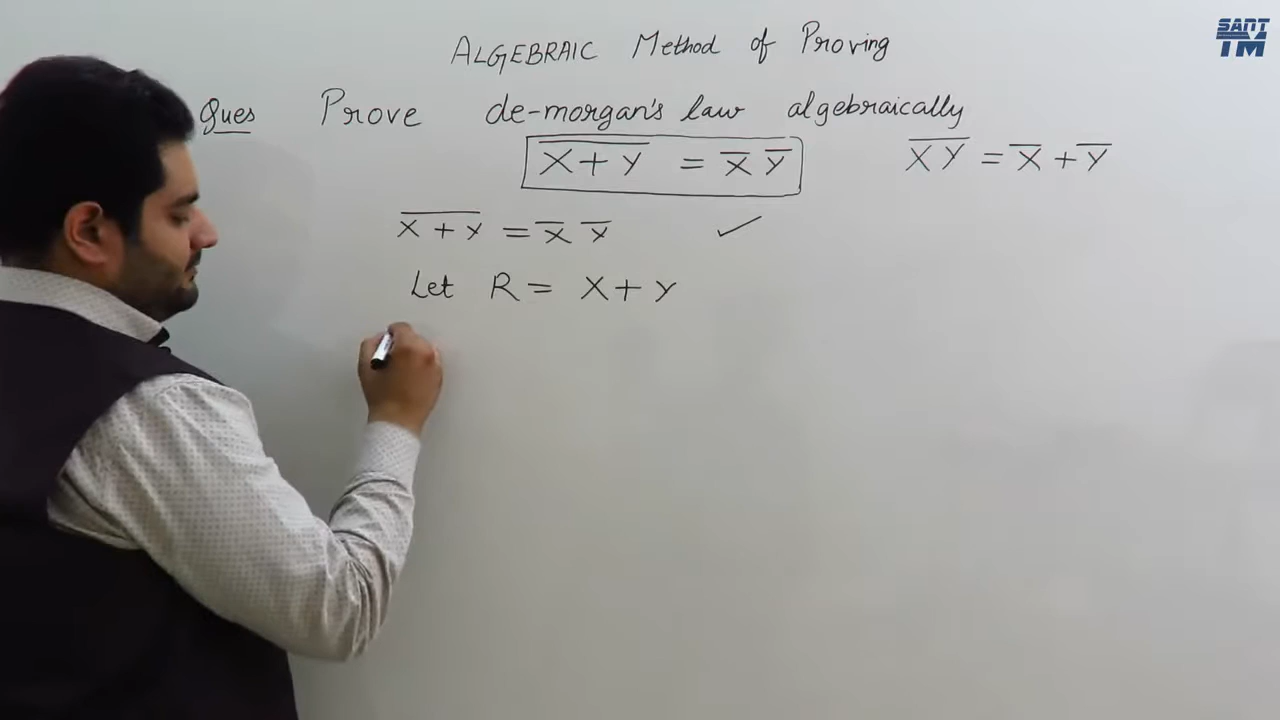 ALGEBRAIC Method of Proving
SANT
TM
Ques Prove de-morgan's law algebraically
X̅ ̅+̅ ̅Y̅ = X̅ Y̅
X̅ ̅Y̅ = X̅ + Y̅
x̅ ̅+̅ ̅y̅ = x̅ y̅ ✓
Let R = X + y